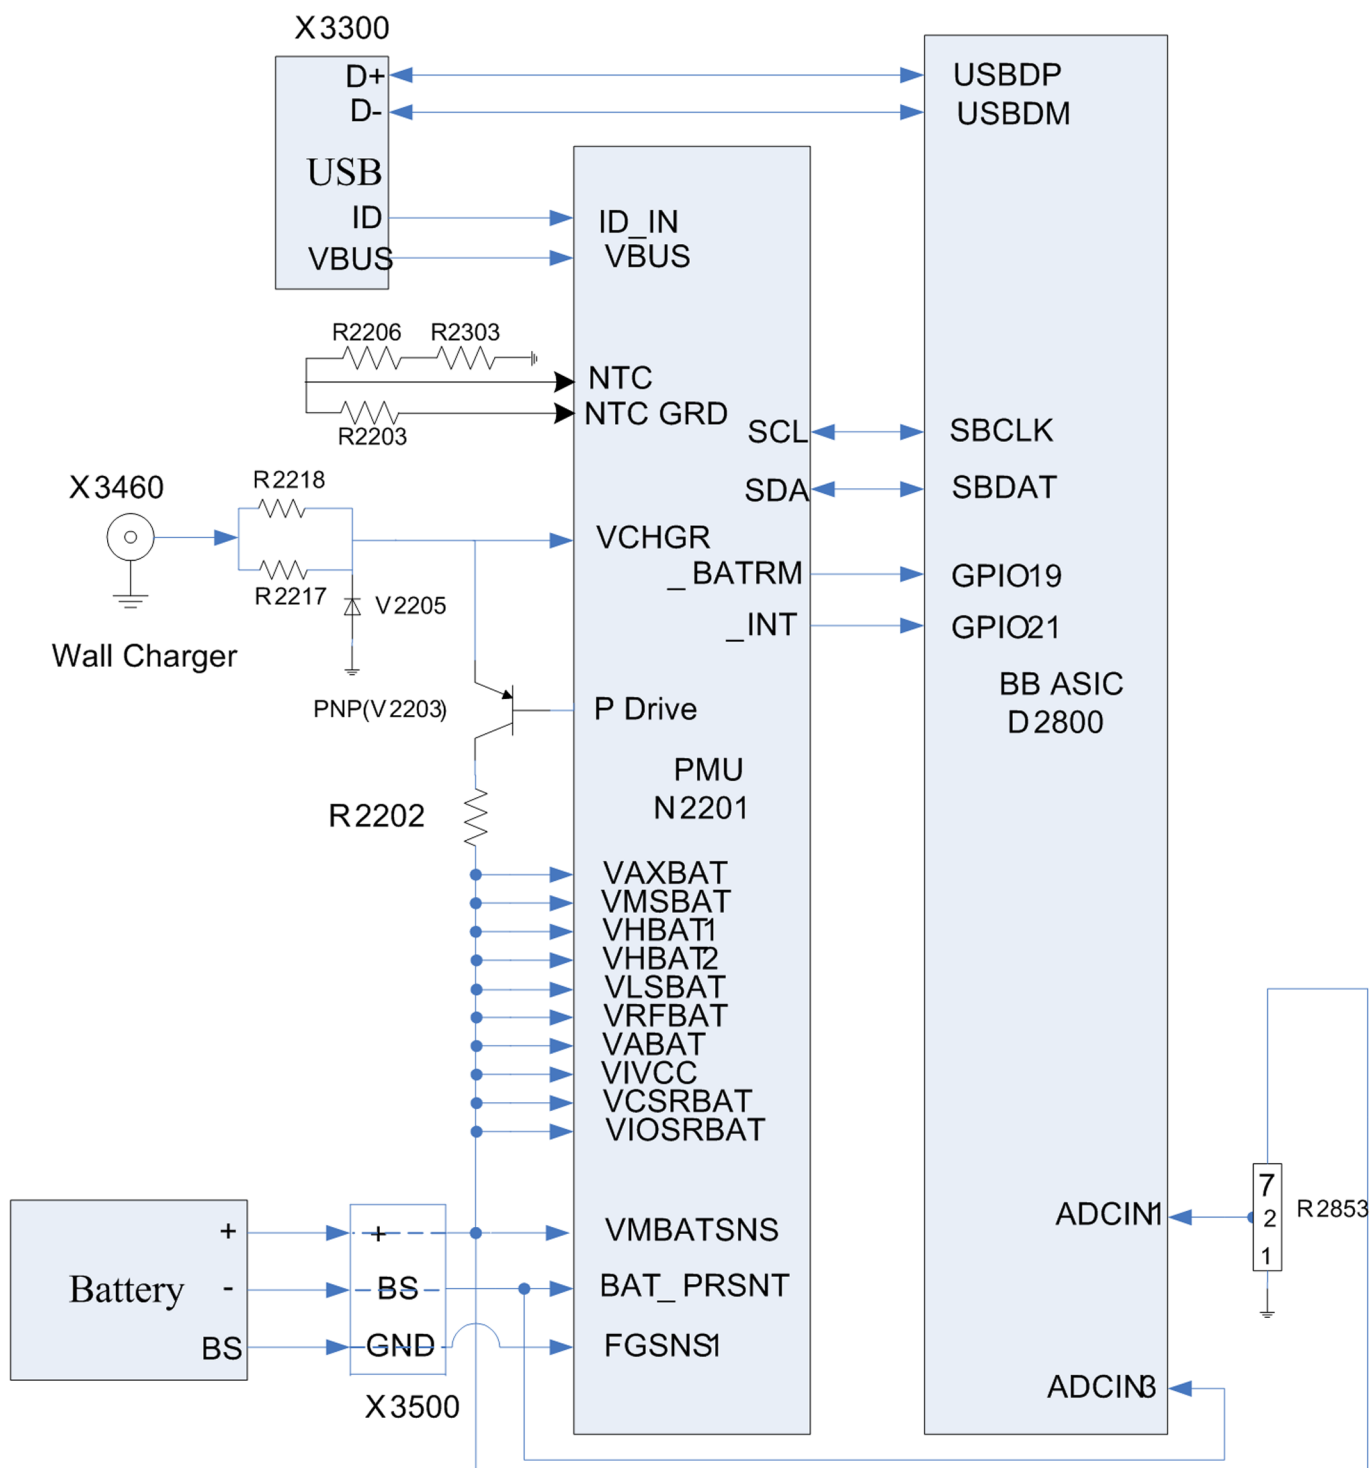 X3300
D+
USBDP
D-
USBDM
USB
ID
ID_IN
VBUS
VBUS
R2206
R2303
NTC
NTC GRD
R2203
SCL
SBCLK
X3460
R2218
SDA
SBDAT
VCHGR
_BATRM
GPIO19
R2217
V2205
_INT
GPIO21
Wall Charger
BB ASIC
D2800
PNP(V2203)
P Drive
PMU
N2201
R2202
VAXBAT
VMSBAT
VHBAT1
VHBAT2
VLSBAT
VRFBAT
VABAT
VIVCC
VCSRBAT
VIOSRBAT
7
R2853
ADCIN1
2
1
+
+
VMBATSNS
Battery
-
BS
BAT_PRSNT
BS
GND
FGSNS1
ADCIN3
X3500